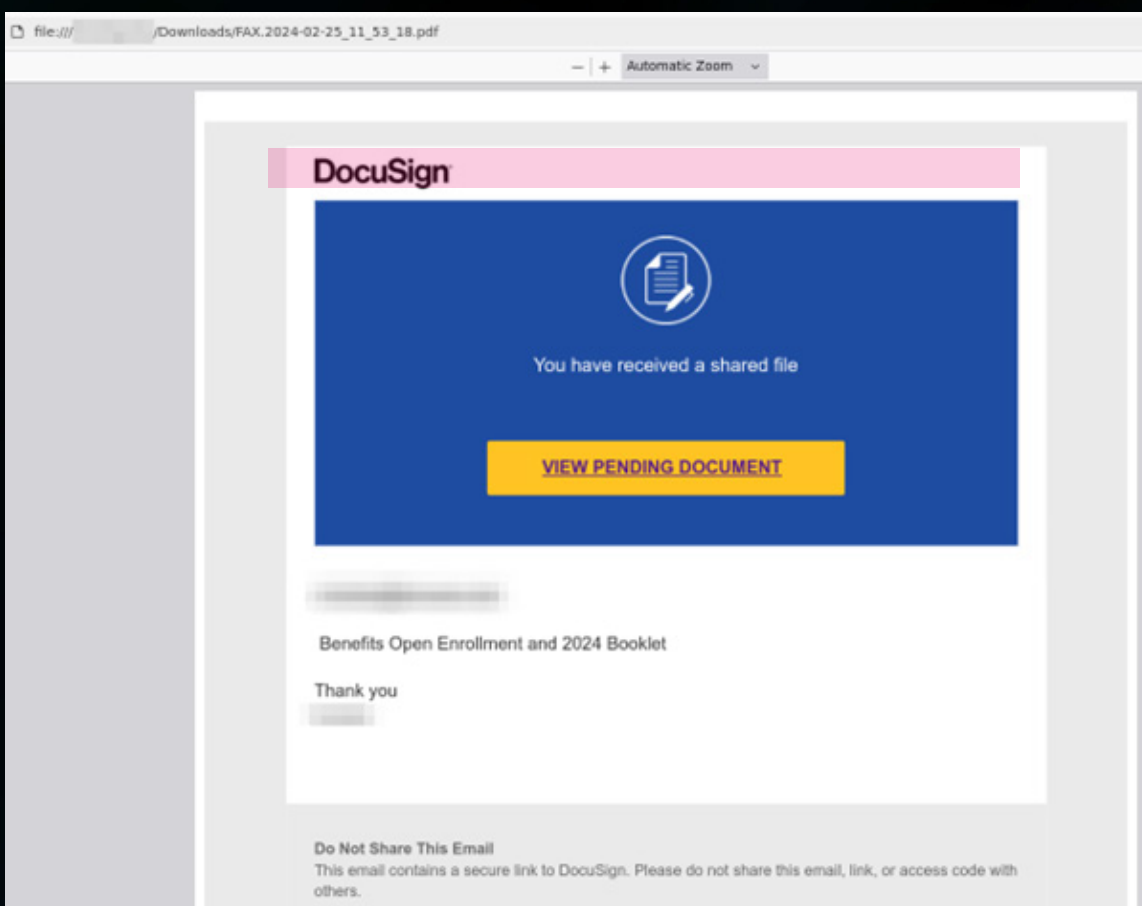 file:/// /Downloads/FAX.2024-02-25_11_53_18.pdf
− + Automatic Zoom
DocuSign
You have received a shared file
VIEW PENDING DOCUMENT
Benefits Open Enrollment and 2024 Booklet
Thank you
Do Not Share This Email
This email contains a secure link to DocuSign. Please do not share this email, link, or access code with
others.